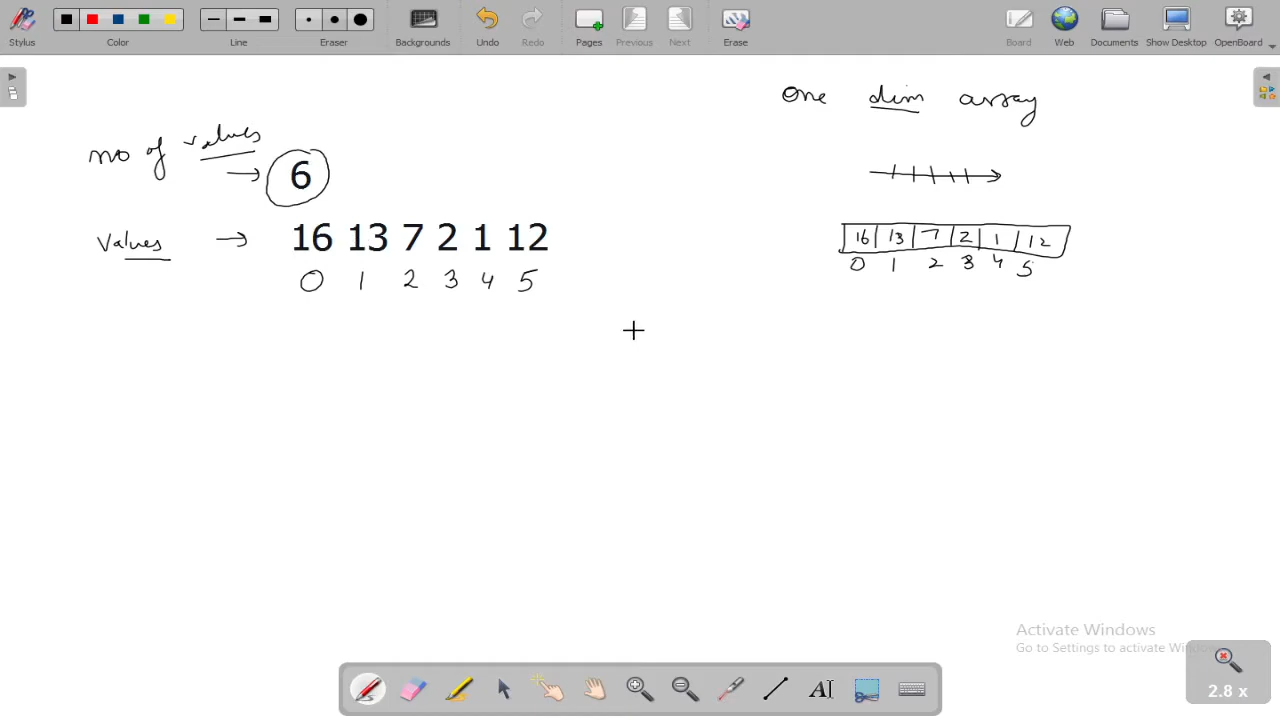 Stylus
Color
Line
Eraser
Backgrounds
Undo
Redo
Pages
Previous
Next
Erase
Board
Web
Documents
Show Desktop
OpenBoard
One dim array
no of values
→ 6
values → 16 13 7 2 1 12
0 1 2 3 4 5
16 13 7 2 1 12
0 1 2 3 4 5
Activate Windows
Go to Settings to activate Win
2.8 x